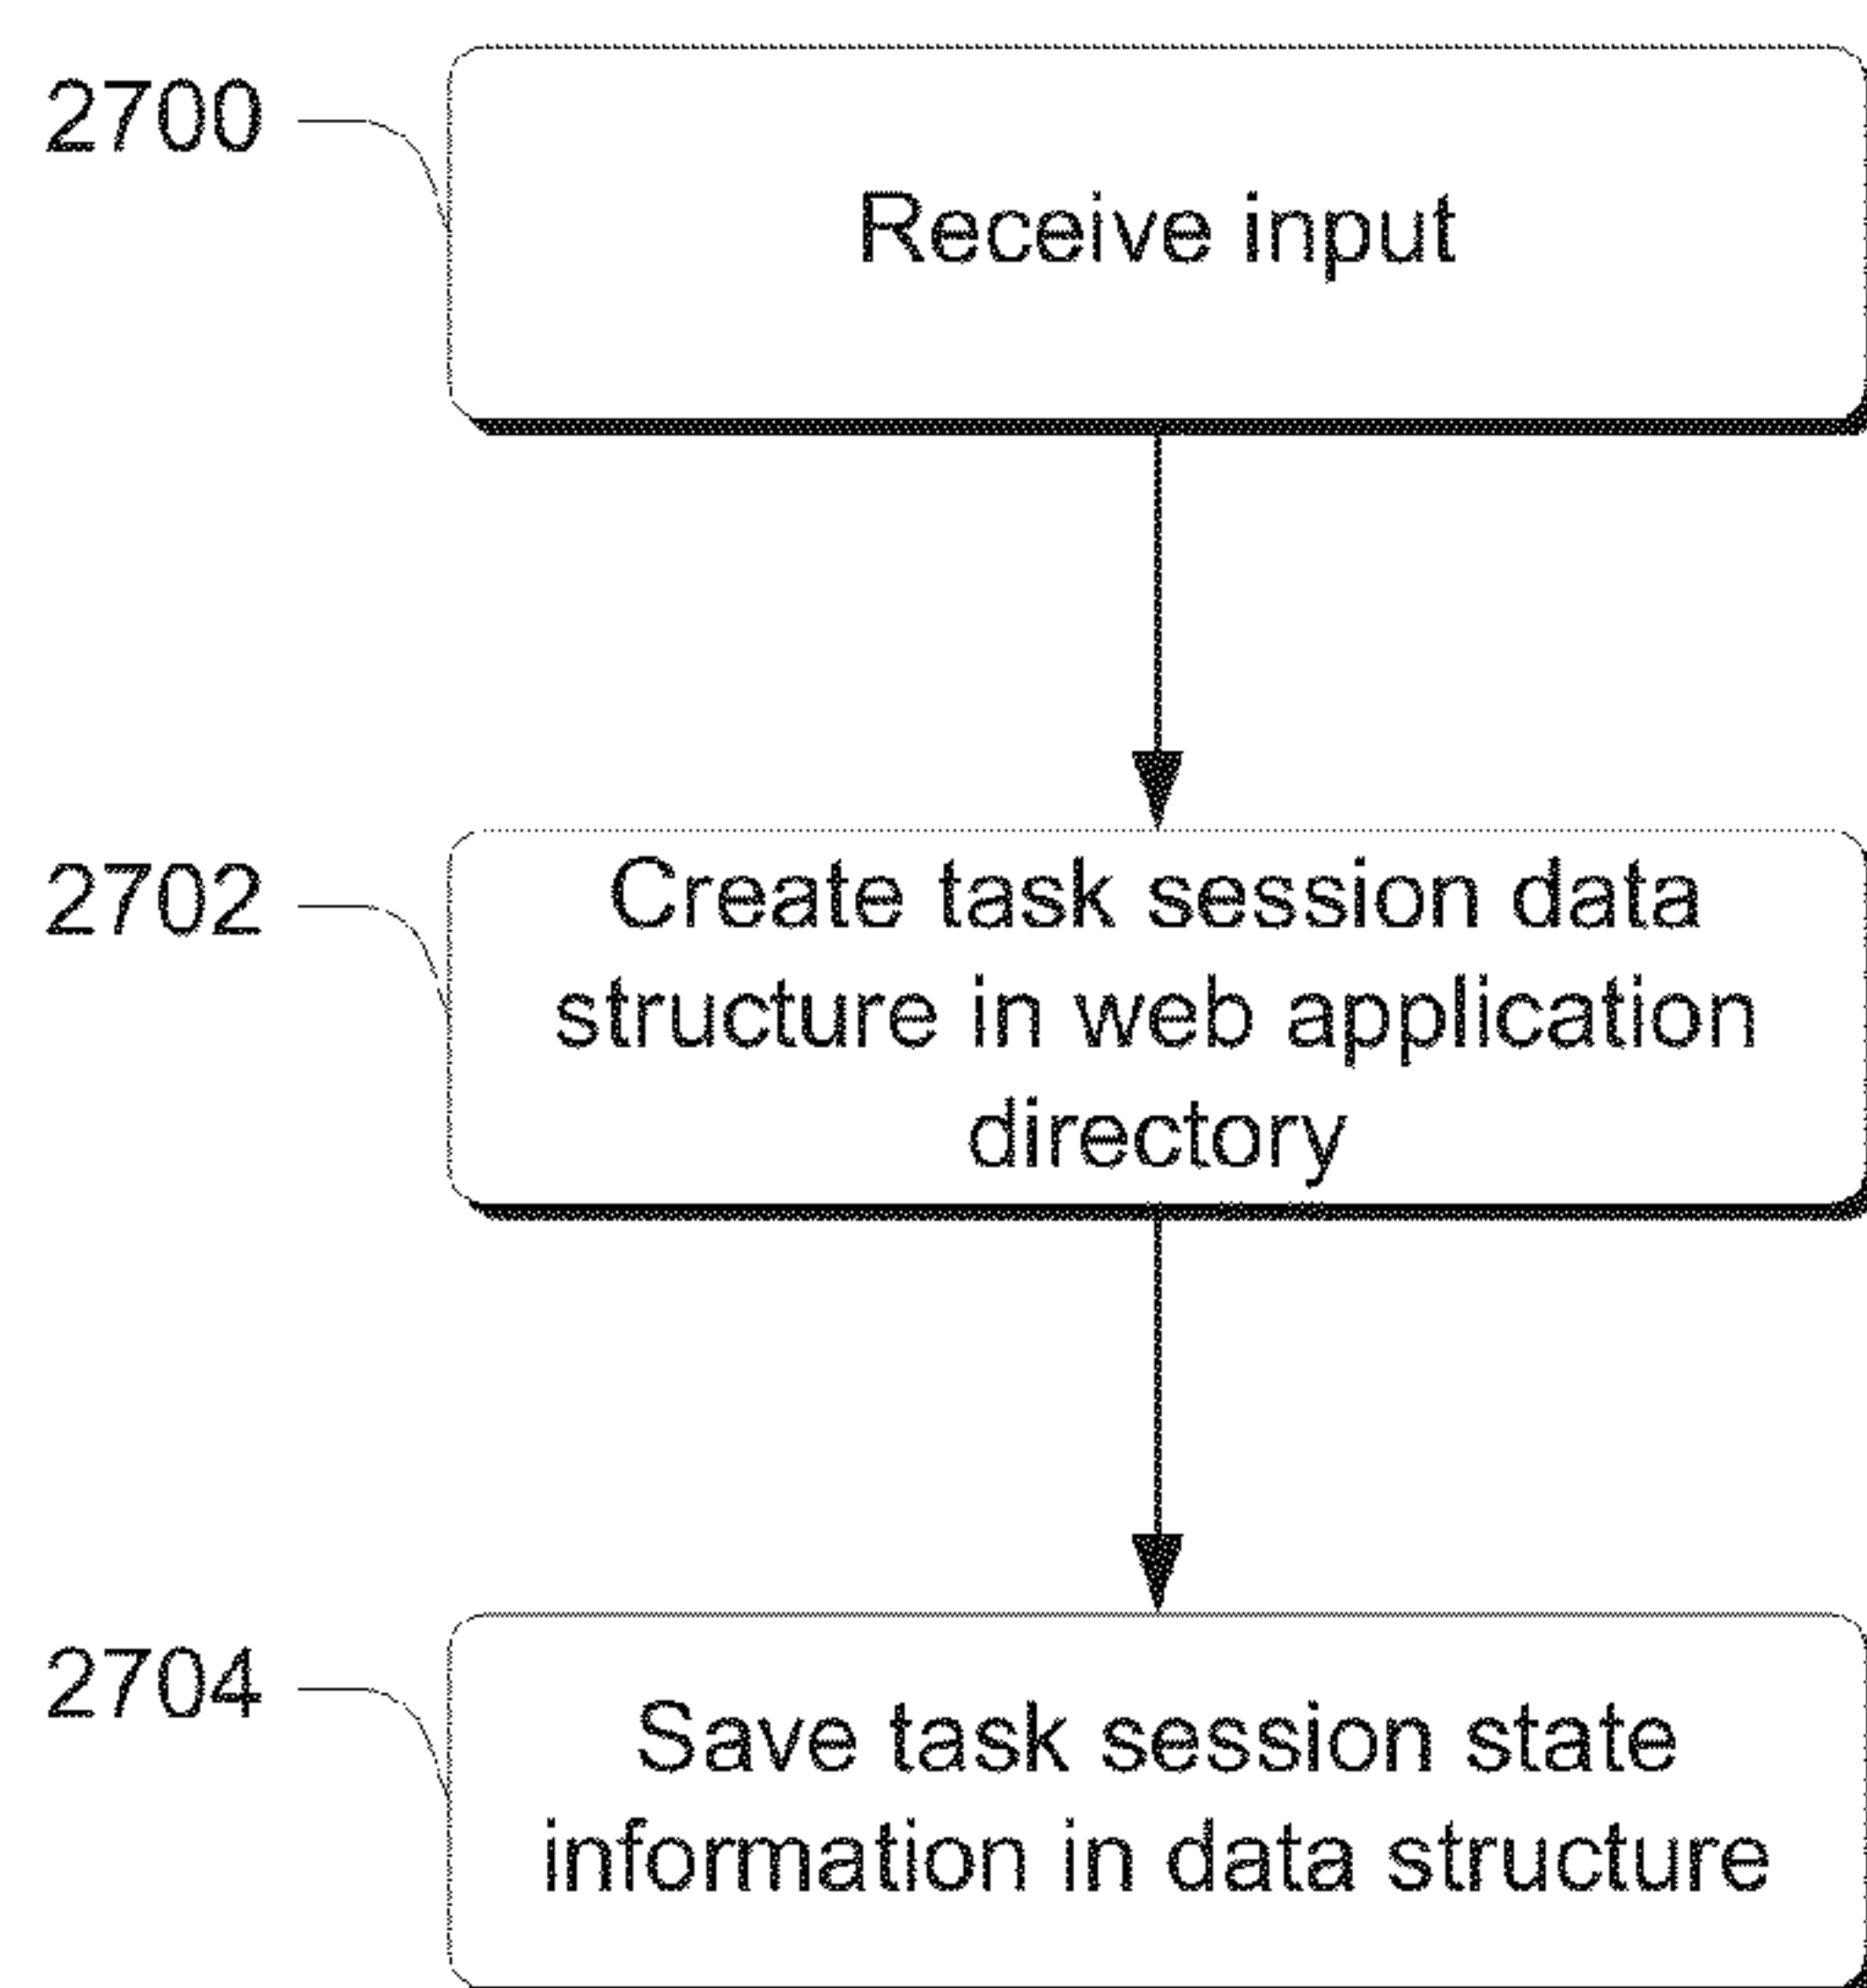 2700
Receive input
2702
Create task session data
structure in web application
directory
2704
Save task session state
information in data structure